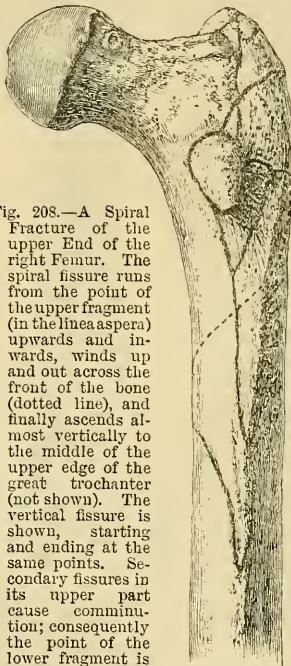 Fig. 208.—A Spiral
Fracture of the
upper End of the
right Femur. The
spiral fissure runs
from the point of
the upper fragment
(in the linea aspera)
upwards and in-
wards, winds up
and out across the
front of the bone
(dotted line), and
finally ascends al-
most vertically to
the middle of the
upper edge of the
great trochanter
(not shown). The
vertical fissure is
shown, starting
and ending at the
same points. Se-
condary fissures in
its upper part
cause comminu-
tion; consequently
the point of the
lower fragment is